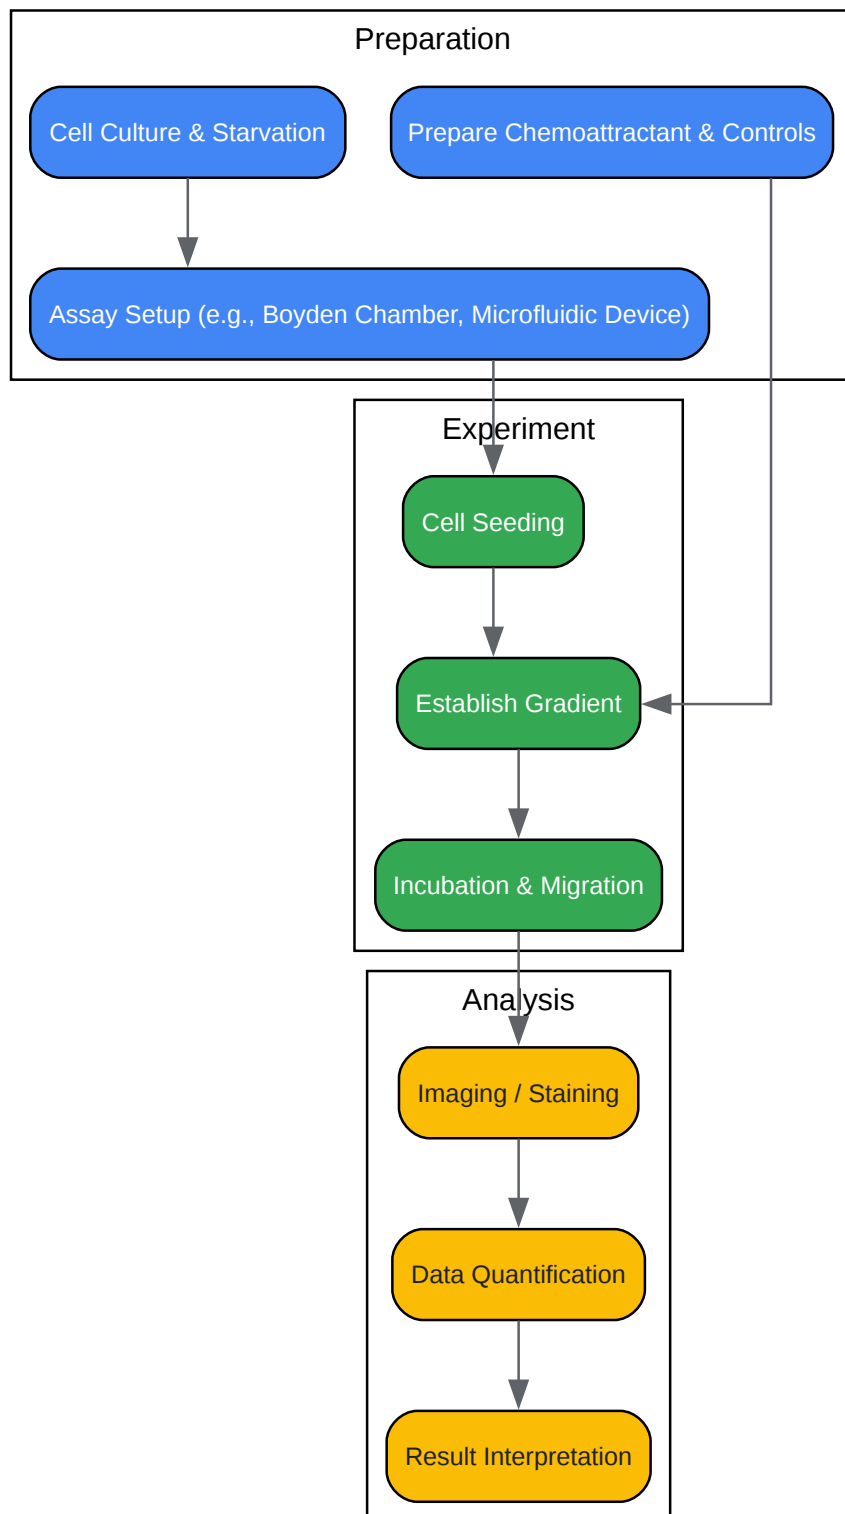 Preparation
Cell Culture & Starvation
Prepare Chemoattractant & Controls
Assay Setup (e.g., Boyden Chamber, Microfluidic Device)
Experiment
Cell Seeding
Establish Gradient
Incubation & Migration
Analysis
Imaging / Staining
Data Quantification
Result Interpretation